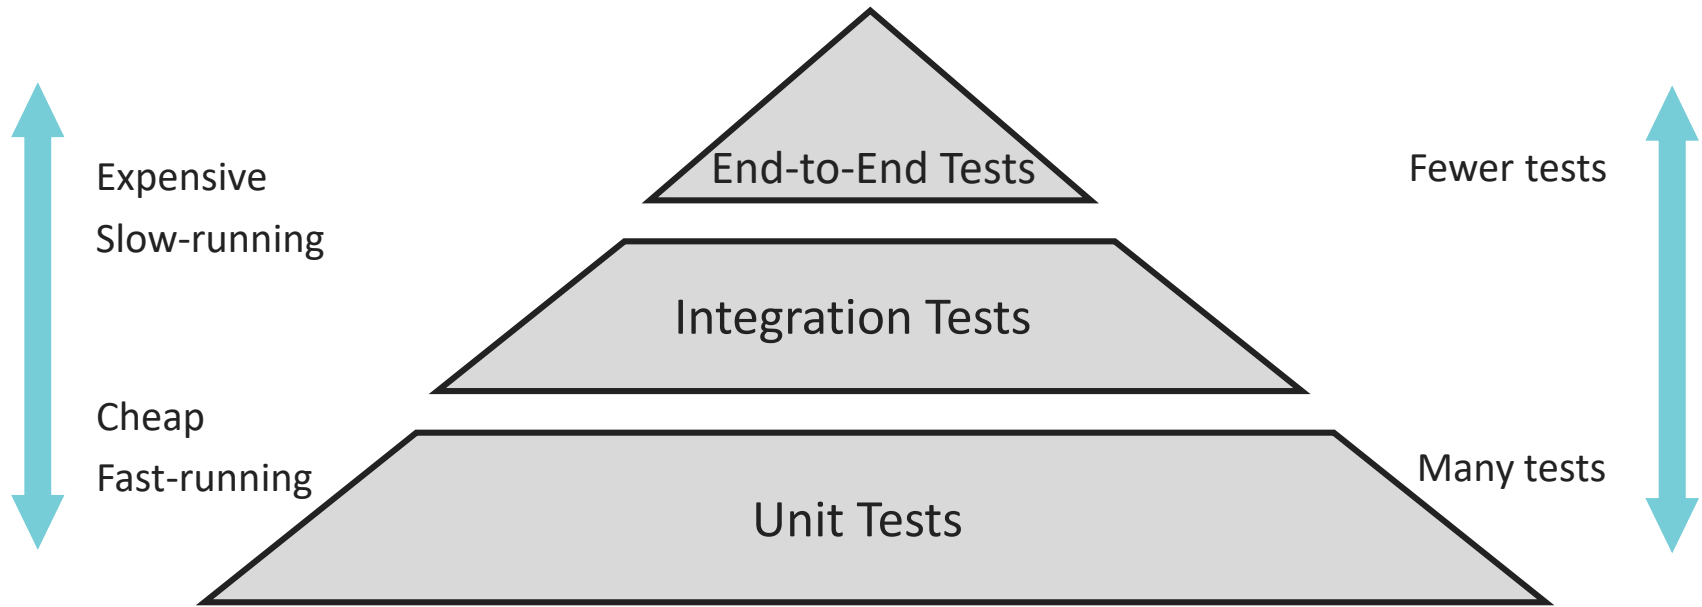 End-to-End Tests
Expensive
Slow-running
Fewer tests
Integration Tests
Cheap
Fast-running
Many tests
Unit Tests